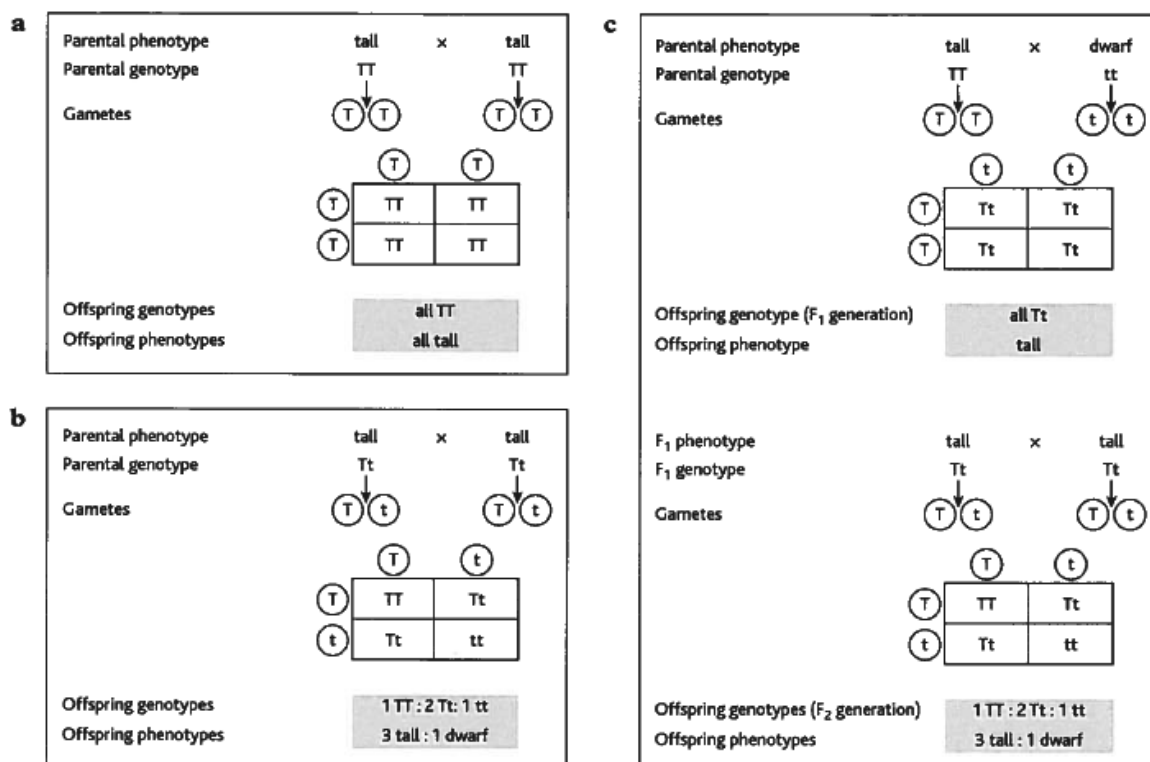 a
Parental phenotype tall × tall
Parental genotype TT TT
Gametes T T T T
T T
T TT TT
T TT TT
Offspring genotypes all TT
Offspring phenotypes all tall
b
Parental phenotype tall × tall
Parental genotype Tt Tt
Gametes T t T t
T t
T TT Tt
t Tt tt
Offspring genotypes 1 TT : 2 Tt: 1 tt
Offspring phenotypes 3 tall : 1 dwarf
c
Parental phenotype tall × dwarf
Parental genotype TT tt
Gametes T T t t
t t
T Tt Tt
T Tt Tt
Offspring genotype (F₁ generation) all Tt
Offspring phenotype tall
F₁ phenotype tall × tall
F₁ genotype Tt Tt
Gametes T t T t
T t
T TT Tt
t Tt tt
Offspring genotypes (F₂ generation) 1 TT : 2 Tt : 1 tt
Offspring phenotypes 3 tall : 1 dwarf